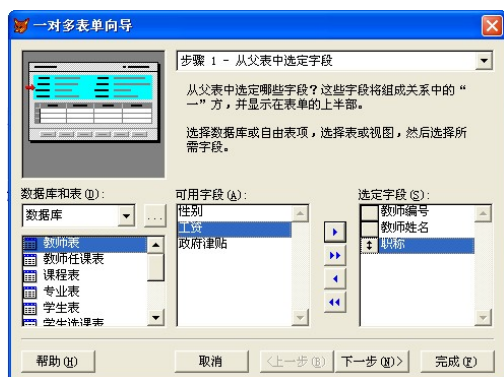 一对多表单向导
步骤 1 - 从父表中选定字段
从父表中选定哪些字段？这些字段将组成关系中的“
一”方，并显示在表单的上半部。
选择数据库或自由表项，选择表或视图，然后选择所
需字段。
数据库和表(D):
可用字段(A):
选定字段(S):
数据库
...
教师表
教师任课表
课程表
专业表
学生表
学生选课表
性别
工资
政府津贴
教师编号
教师姓名
职称
帮助(H)
取消
<上一步(B)
下一步(N)>
完成(F)